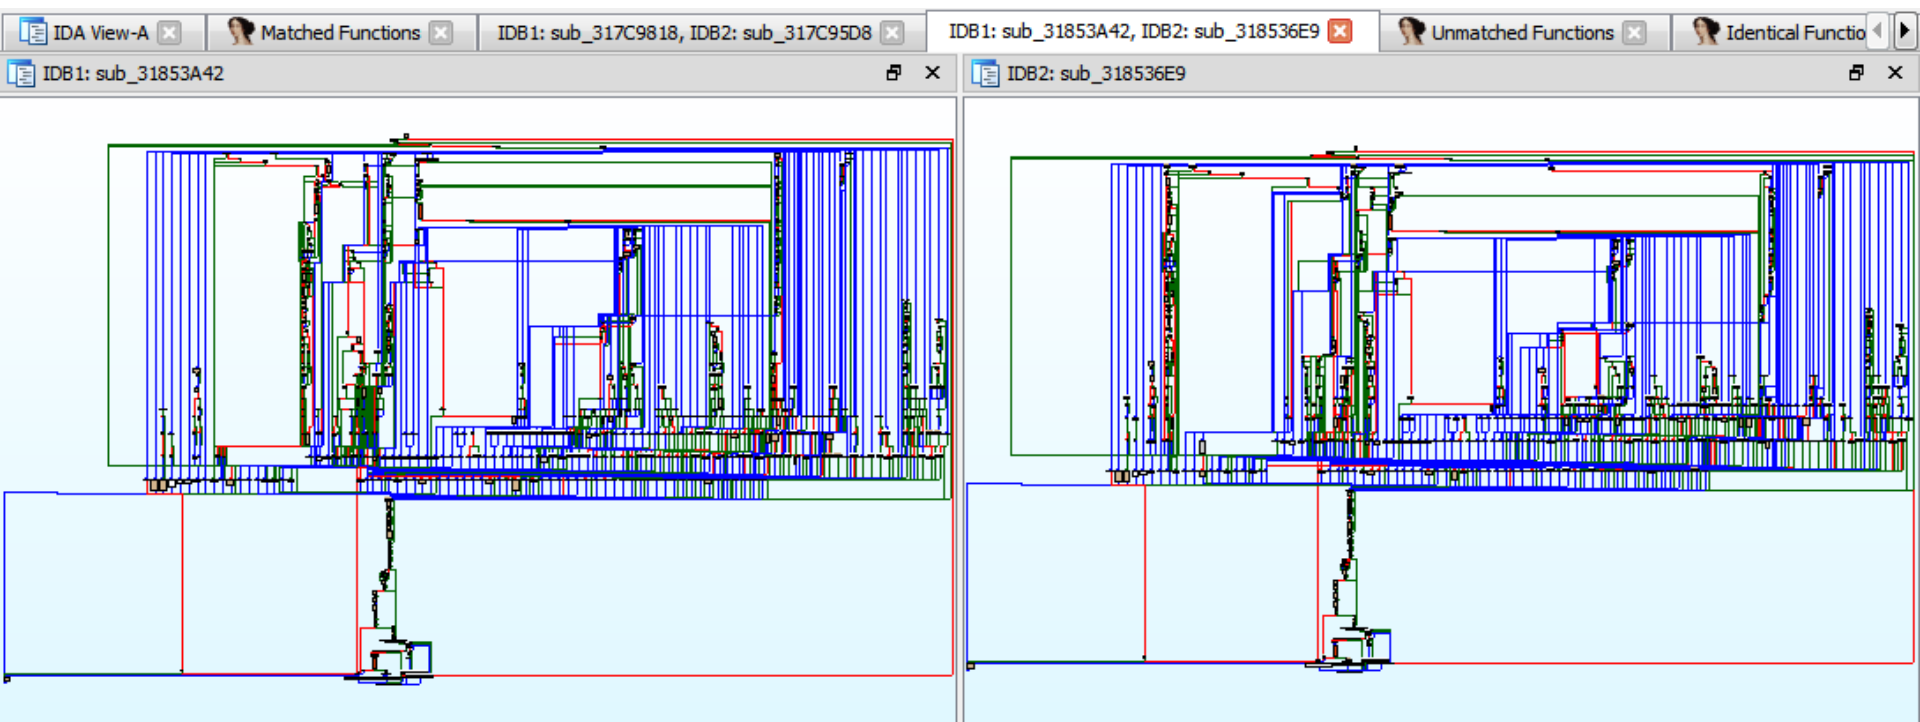 IDA View-A
Matched Functions
IDB1: sub_317C9818, IDB2: sub_317C95D8
IDB1: sub_31853A42, IDB2: sub_318536E9
Unmatched Functions
Identical Functio
IDB1: sub_31853A42
IDB2: sub_318536E9